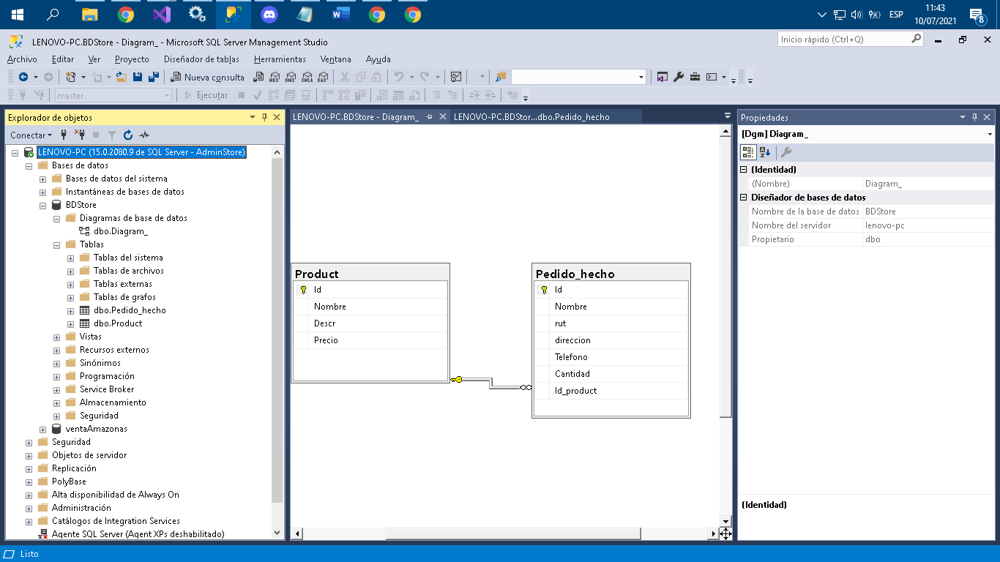 11:43
ESP
10/07/2021
8
LENOVO-PC.BDStore - Diagram_ - Microsoft SQL Server Management Studio
Inicio rápido (Ctrl+Q)
Archivo Editar Ver Proyecto Diseñador de tablas Herramientas Ventana Ayuda
Nueva consulta MDX DMX XMLA DAX
master Ejecutar
Explorador de objetos
Conectar
LENOVO-PC (15.0.2080.9 de SQL Server - AdminStore)
Bases de datos
Bases de datos del sistema
Instantáneas de bases de datos
BDStore
Diagramas de base de datos
dbo.Diagram_
Tablas
Tablas del sistema
Tablas de archivos
Tablas externas
Tablas de grafos
dbo.Pedido_hecho
dbo.Product
Vistas
Recursos externos
Sinónimos
Programación
Service Broker
Almacenamiento
Seguridad
ventaAmazonas
Seguridad
Objetos de servidor
Replicación
PolyBase
Alta disponibilidad de Always On
Administración
Catálogos de Integration Services
Agente SQL Server (Agent XPs deshabilitado)
LENOVO-PC.BDStore - Diagram_ LENOVO-PC.BDStor...dbo.Pedido_hecho
Product
Id
Nombre
Descr
Precio
Pedido_hecho
Id
Nombre
rut
direccion
Telefono
Cantidad
Id_product
Propiedades
[Dgm] Diagram_
(Identidad)
(Nombre) Diagram_
Diseñador de bases de datos
Nombre de la base de datos BDStore
Nombre del servidor lenovo-pc
Propietario dbo
(Identidad)
Listo